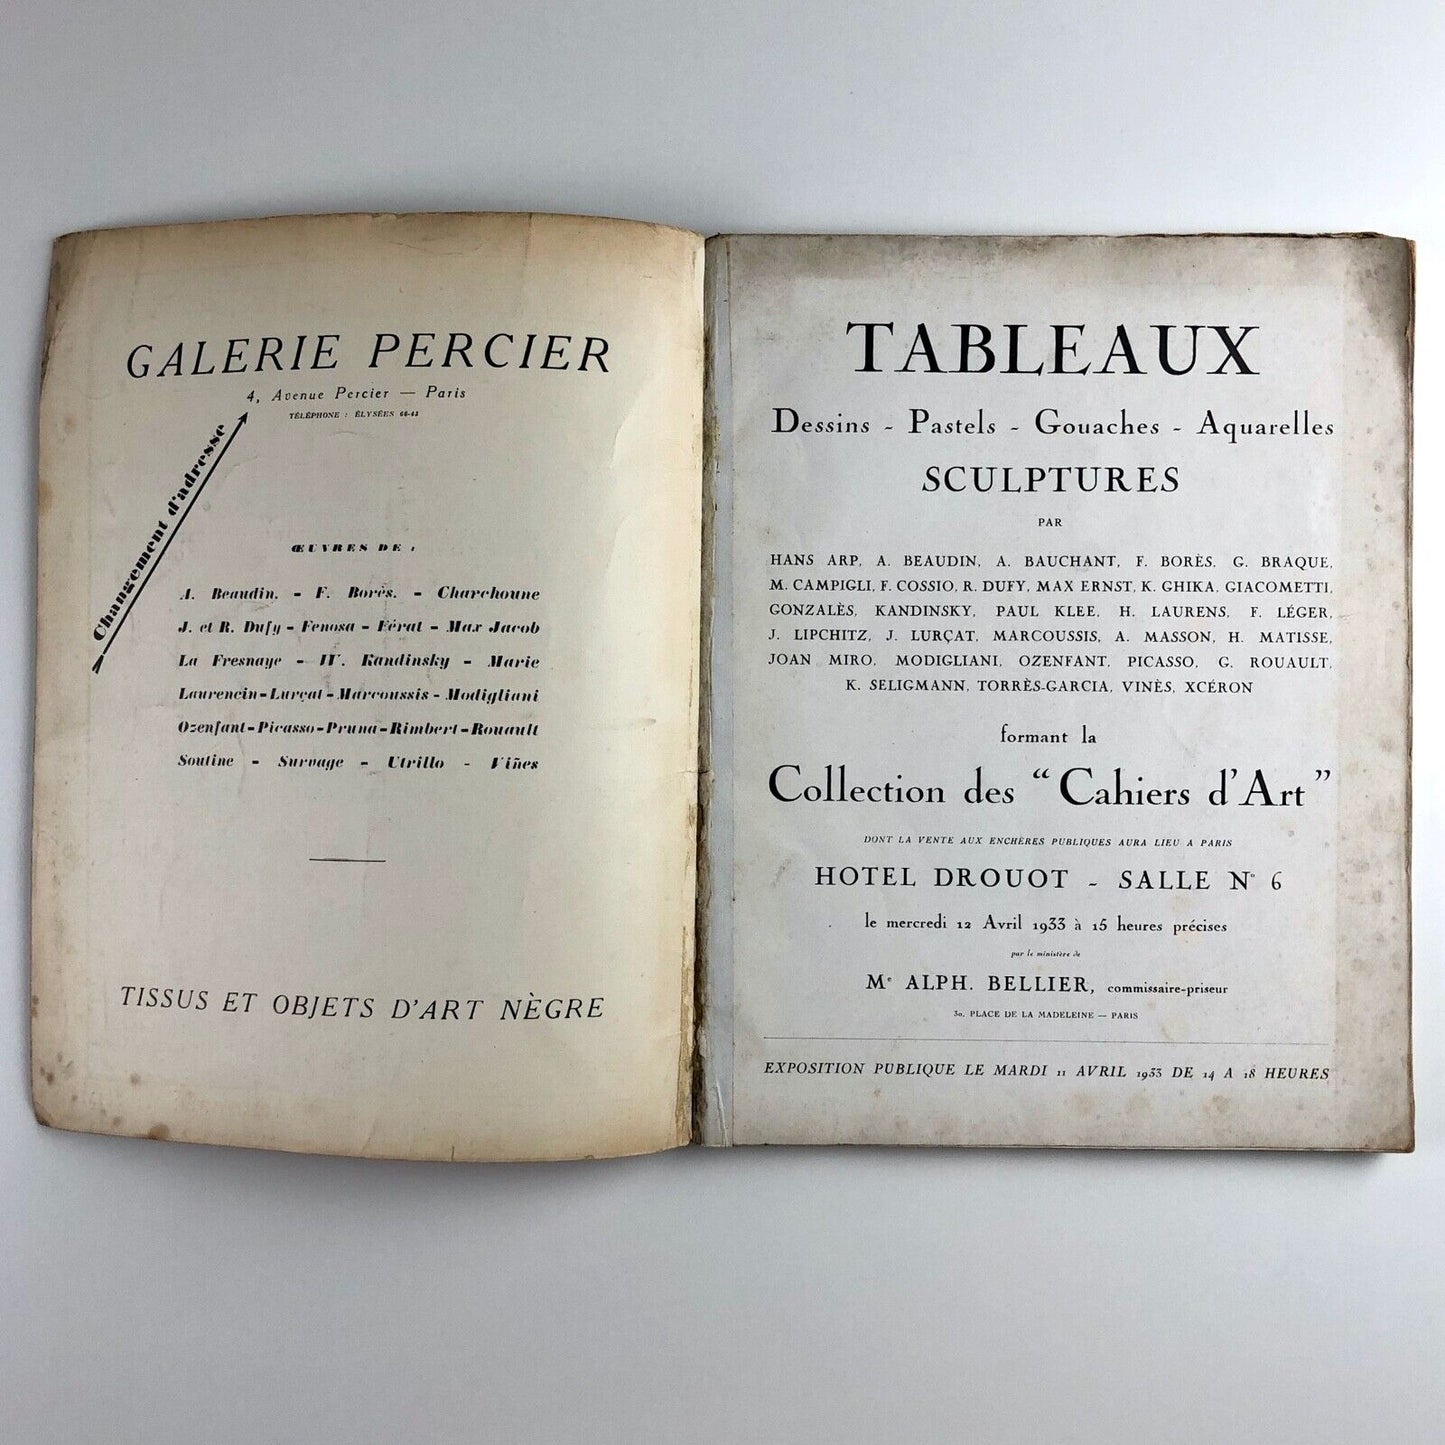 GALERIE PERCIER
4, Avenue Percier — Paris
TÉLÉPHONE : ÉLYSÉES 66-43
Changement d'adresse
ŒUVRES DE :
A. Beaudin. - F. Borès. - Charchoune
J. et R. Dufy - Fenosa - Férat - Max Jacob
La Fresnaye - W. Kandinsky - Marie
Laurencin - Lurçat - Marcoussis - Modigliani
Ozenfant - Picasso - Pruna - Rimbert - Rouault
Soutine - Survage - Utrillo - Viñes
TISSUS ET OBJETS D'ART NÈGRE
TABLEAUX
Dessins - Pastels - Gouaches - Aquarelles
SCULPTURES
PAR
HANS ARP, A. BEAUDIN, A. BAUCHANT, F. BORÈS, G. BRAQUE,
M. CAMPIGLI, F. COSSIO, R. DUFY, MAX ERNST, K. GHIKA, GIACOMETTI,
GONZALÈS, KANDINSKY, PAUL KLEE, H. LAURENS, F. LÉGER,
J. LIPCHITZ, J. LURÇAT, MARCOUSSIS, A. MASSON, H. MATISSE,
JOAN MIRO, MODIGLIANI, OZENFANT, PICASSO, G. ROUAULT,
K. SELIGMANN, TORRÈS-GARCIA, VINÈS, XCÉRON
formant la
Collection des “ Cahiers d'Art ”
DONT LA VENTE AUX ENCHÈRES PUBLIQUES AURA LIEU A PARIS
HOTEL DROUOT - SALLE N° 6
le mercredi 12 Avril 1933 à 15 heures précises
par le ministère de
Me ALPH. BELLIER, commissaire-priseur
30, PLACE DE LA MADELEINE — PARIS
EXPOSITION PUBLIQUE LE MARDI 11 AVRIL 1933 DE 14 A 18 HEURES